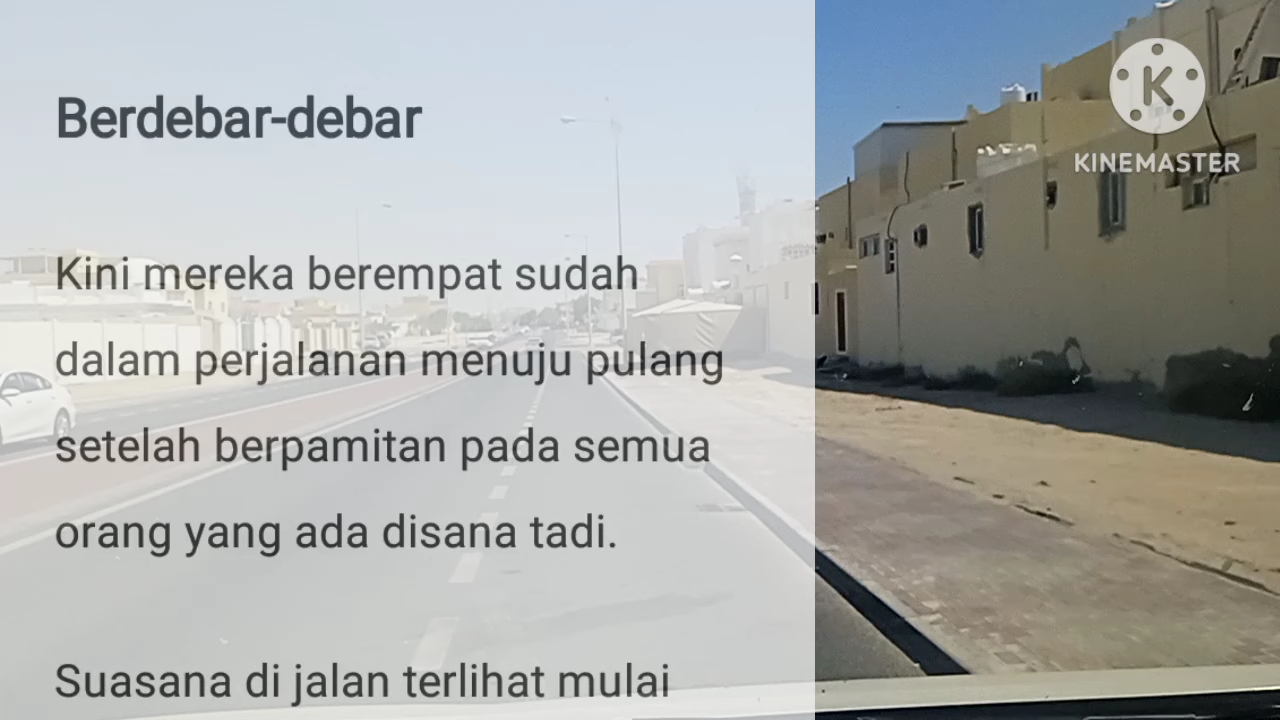 Berdebar-debar
Kini mereka berempat sudah
dalam perjalanan menuju pulang
setelah berpamitan pada semua
orang yang ada disana tadi.
Suasana di jalan terlihat mulai
K
KINEMASTER